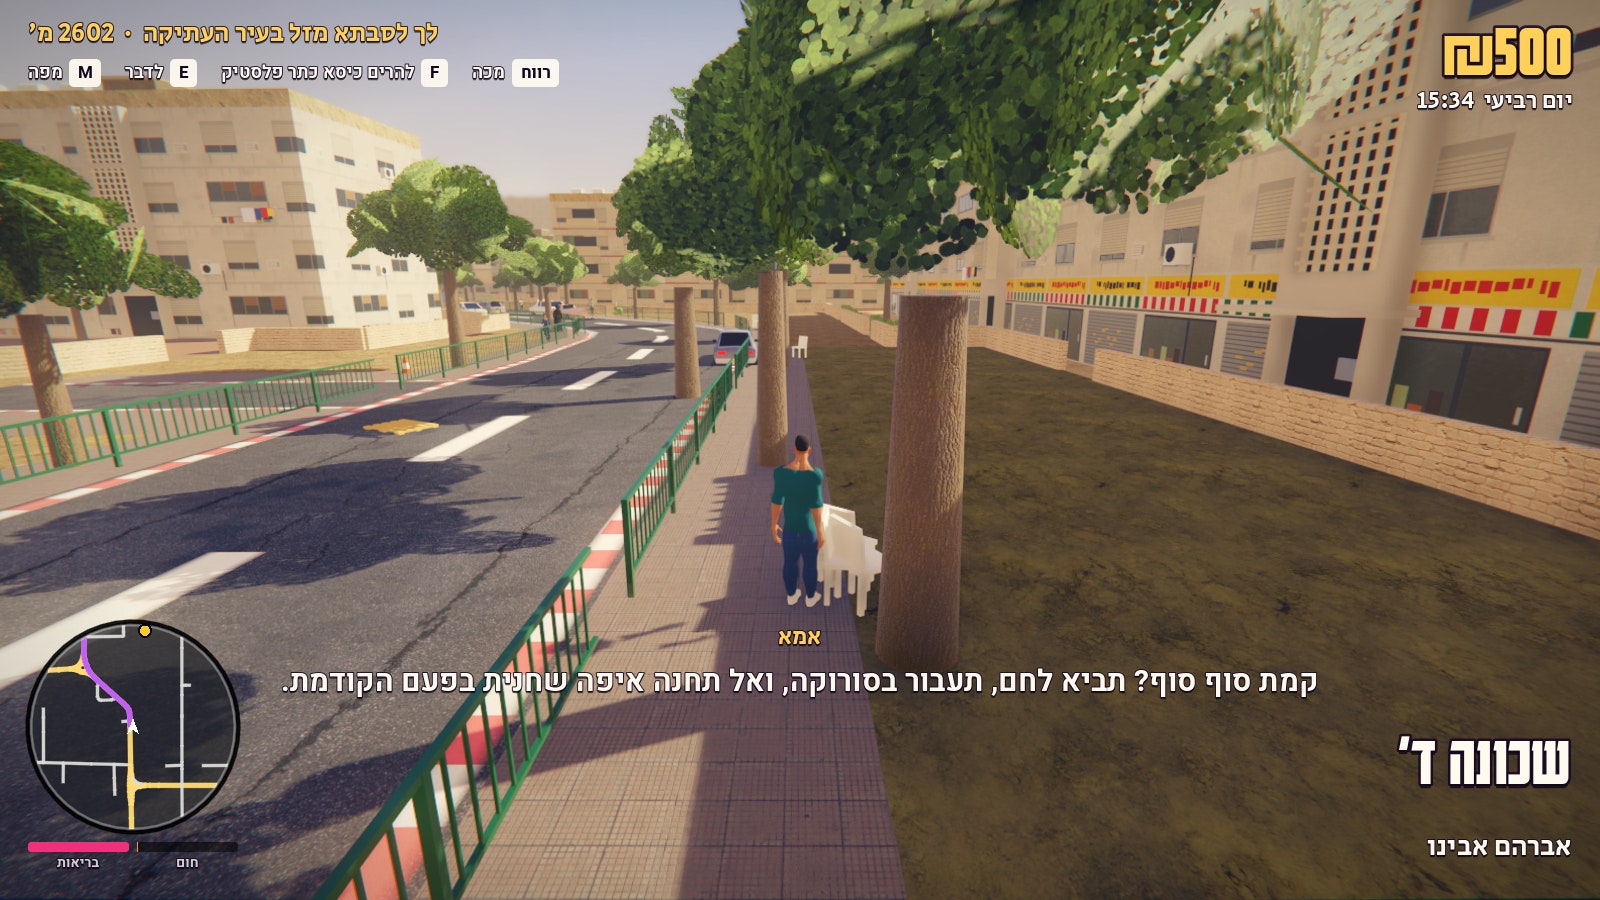 לך לסבתא מזל בעיר העתיקה · 2602 מ'
רווח מכה F להרים כיסא כתר פלסטיק E לדבר M מפה
₪500
יום רביעי 15:34
אמא
קמת סוף סוף? תביא לחם, תעבור בסורוקה, ואל תחנה איפה שחנית בפעם הקודמת.
שכונה ד'
אברהם אבינו
בריאות
חום